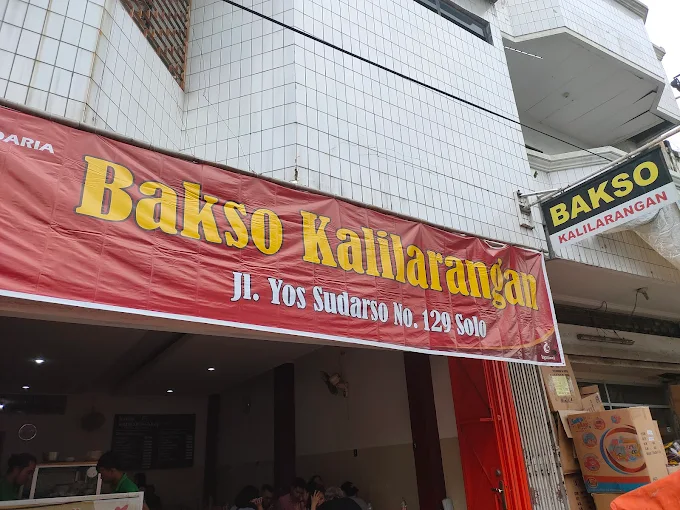 DARIA
Bakso Kalilarangan
Jl. Yos Sudarso No. 129 Solo
BAKSO
KALILARANGAN